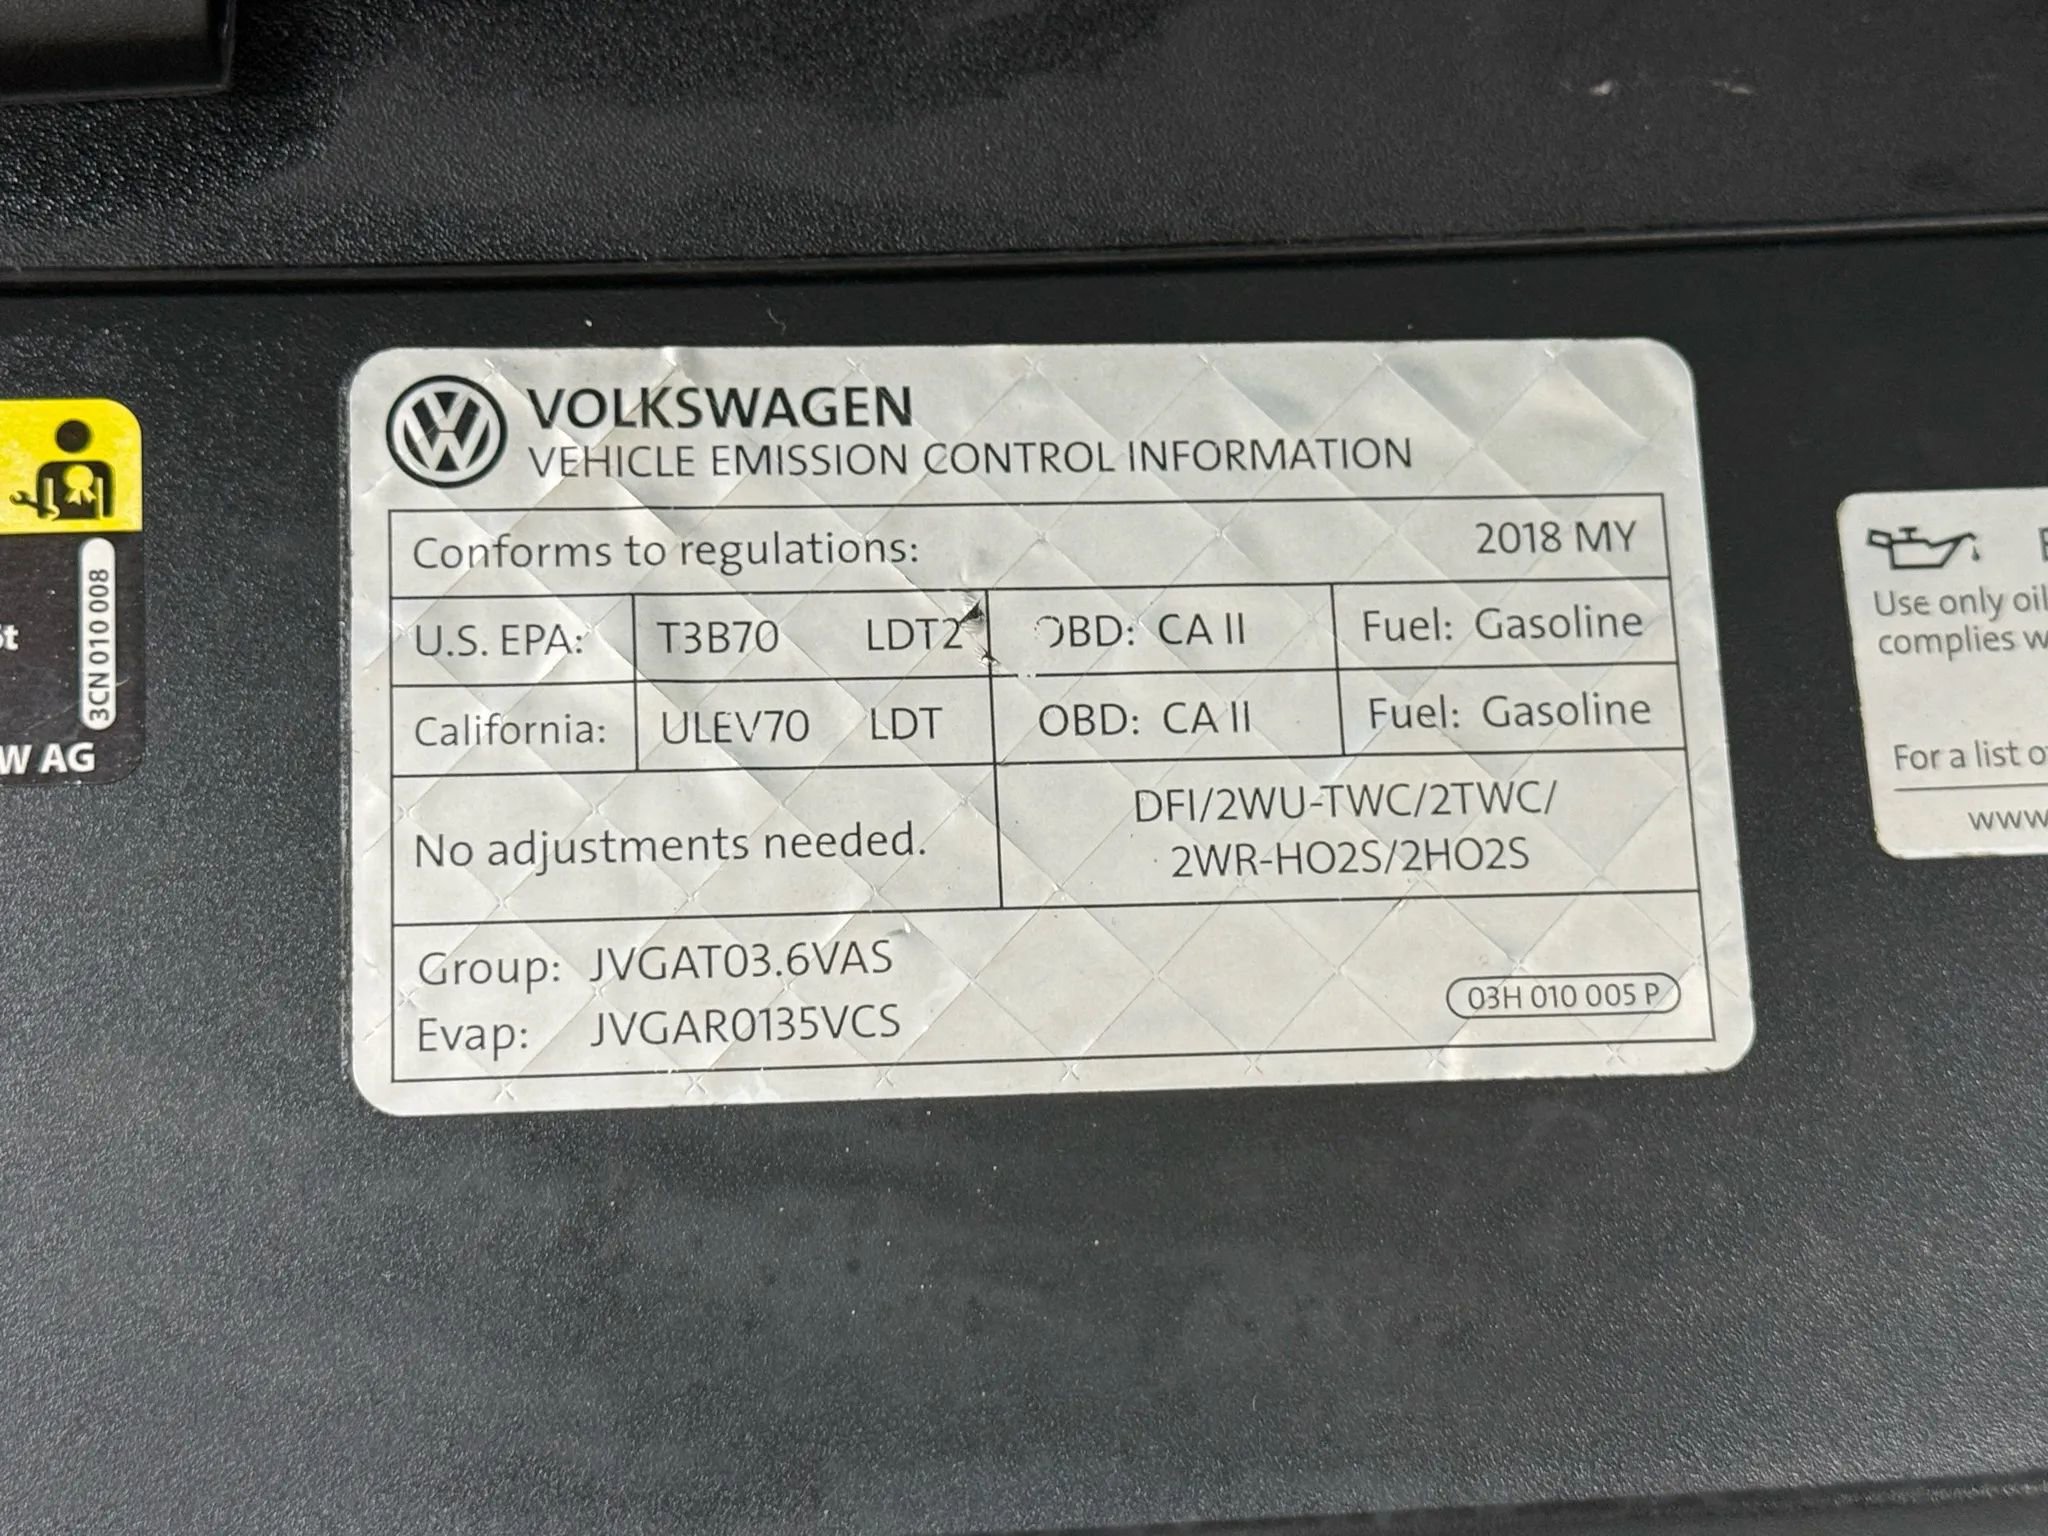 VOLKSWAGEN
VEHICLE EMISSION CONTROL INFORMATION
Conforms to regulations: 2018 MY
U.S. EPA: T3B70 LDT2 OBD: CA II Fuel: Gasoline
California: ULEV70 LDT OBD: CA II Fuel: Gasoline
No adjustments needed.
DFI/2WU-TWC/2TWC/
2WR-HO2S/2HO2S
Group: JVGAT03.6VAS
Evap: JVGAR0135VCS
03H 010 005 P
3CN 010 008
W AG
Use only oil
complies w
For a list o
www